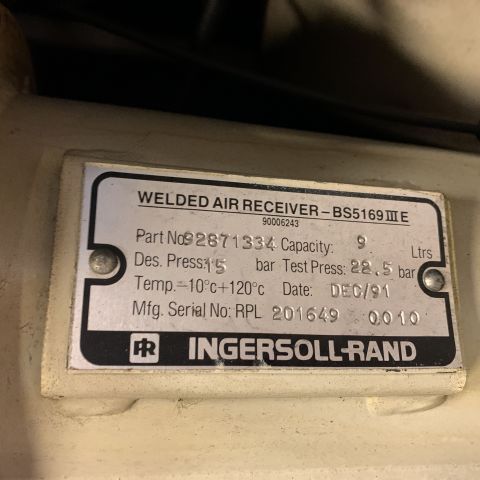 WELDED AIR RECEIVER - BS5169 III E
90006243
Part No: 92871334 Capacity: 9 Ltrs
Des. Press: 15 bar Test Press: 22.5 bar
Temp. -10°c +120°c Date: DEC/91
Mfg. Serial No: RPL 201649 0010
IR INGERSOLL-RAND